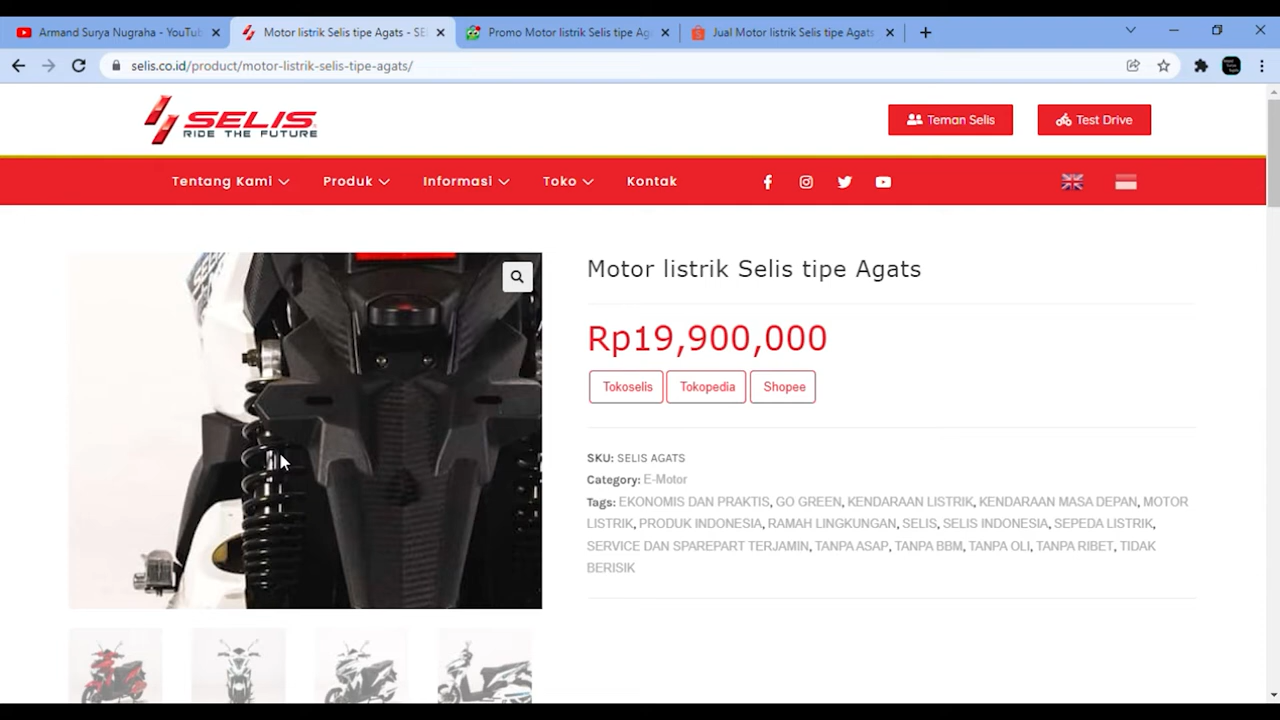 Armand Surya Nugraha - YouTub
Motor listrik Selis tipe Agats - SE
Promo Motor listrik Selis tipe Ag
Jual Motor listrik Selis tipe Agats
selis.co.id/product/motor-listrik-selis-tipe-agats/
SELIS
RIDE THE FUTURE
Teman Selis
Test Drive
Tentang Kami
Produk
Informasi
Toko
Kontak
SELIS
Motor listrik Selis tipe Agats
Rp19,900,000
Tokoselis
Tokopedia
Shopee
SKU: SELIS AGATS
Category: E-Motor
Tags: EKONOMIS DAN PRAKTIS, GO GREEN, KENDARAAN LISTRIK, KENDARAAN MASA DEPAN, MOTOR
LISTRIK, PRODUK INDONESIA, RAMAH LINGKUNGAN, SELIS, SELIS INDONESIA, SEPEDA LISTRIK,
SERVICE DAN SPAREPART TERJAMIN, TANPA ASAP, TANPA BBM, TANPA OLI, TANPA RIBET, TIDAK
BERISIK